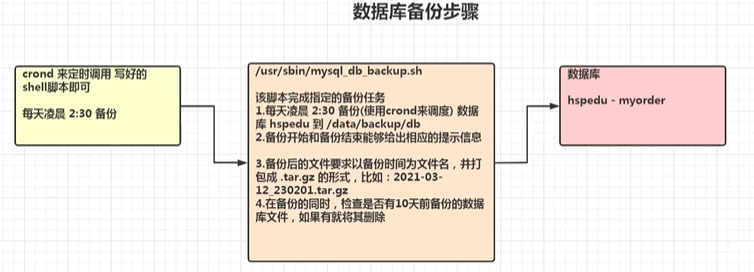 数据库备份步骤
crond 来定时调用 写好的
shell脚本即可
每天凌晨 2:30 备份
/usr/sbin/mysql_db_backup.sh
该脚本完成指定的备份任务
1.每天凌晨 2:30 备份(使用crond来调度) 数据
库 hspedu 到 /data/backup/db
2.备份开始和备份结束能够给出相应的提示信息
3.备份后的文件要求以备份时间为文件名，并打
包成 .tar.gz 的形式，比如：2021-03-
12_230201.tar.gz
4.在备份的同时，检查是否有10天前备份的数据
库文件，如果有就将其删除
数据库
hspedu - myorder